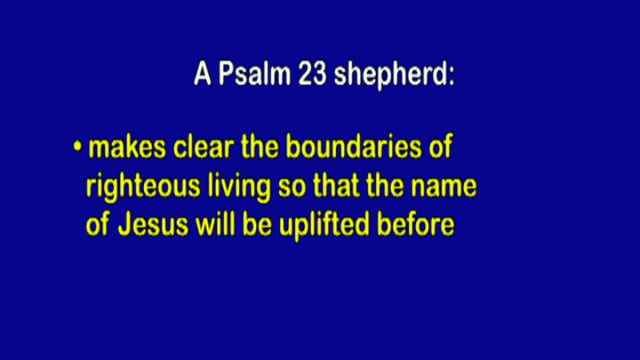 A Psalm 23 shepherd:
• makes clear the boundaries of
righteous living so that the name
of Jesus will be uplifted before